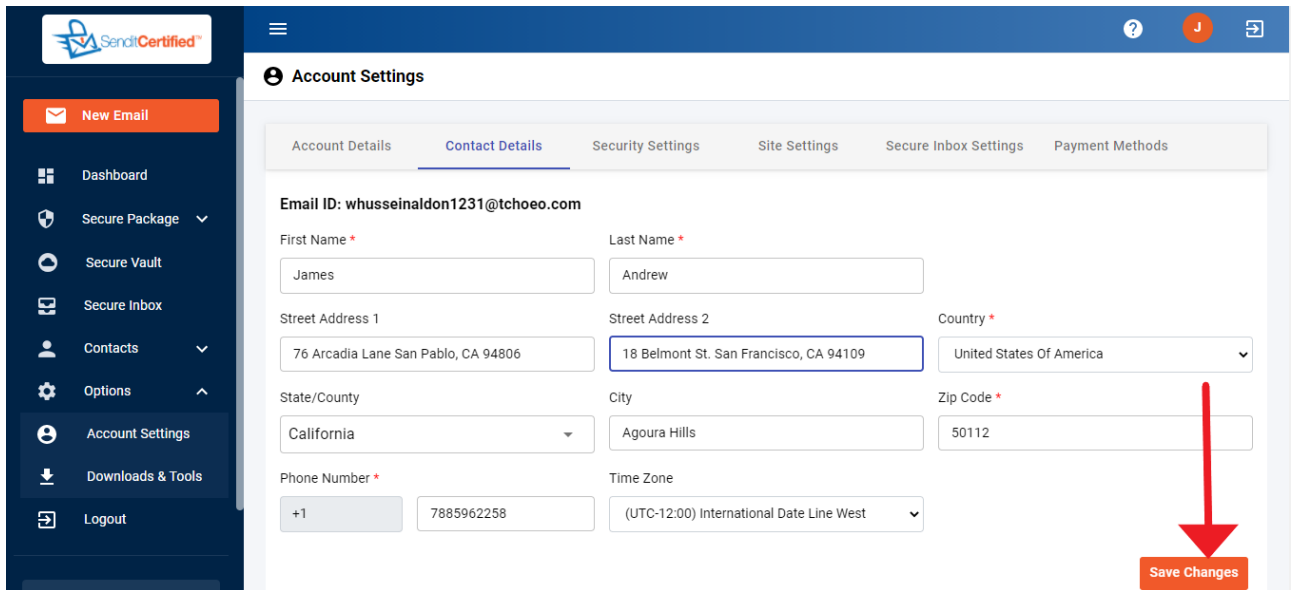 SenditCertified™
J
Account Settings
New Email
Account Details Contact Details Security Settings Site Settings Secure Inbox Settings Payment Methods
Dashboard
Secure Package
Secure Vault
Secure Inbox
Contacts
Options
Account Settings
Downloads & Tools
Logout
Email ID: whusseinaldon1231@tchoeo.com
First Name * Last Name *
James Andrew
Street Address 1 Street Address 2 Country *
76 Arcadia Lane San Pablo, CA 94806 18 Belmont St. San Francisco, CA 94109 United States Of America
State/County City Zip Code *
California Agoura Hills 50112
Phone Number * Time Zone
+1 7885962258 (UTC-12:00) International Date Line West
Save Changes